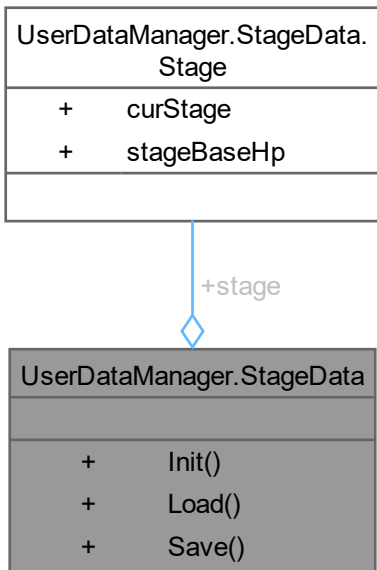 UserDataManager.StageData.
Stage
+ curStage
+ stageBaseHp
+stage
UserDataManager.StageData
+ Init()
+ Load()
+ Save()